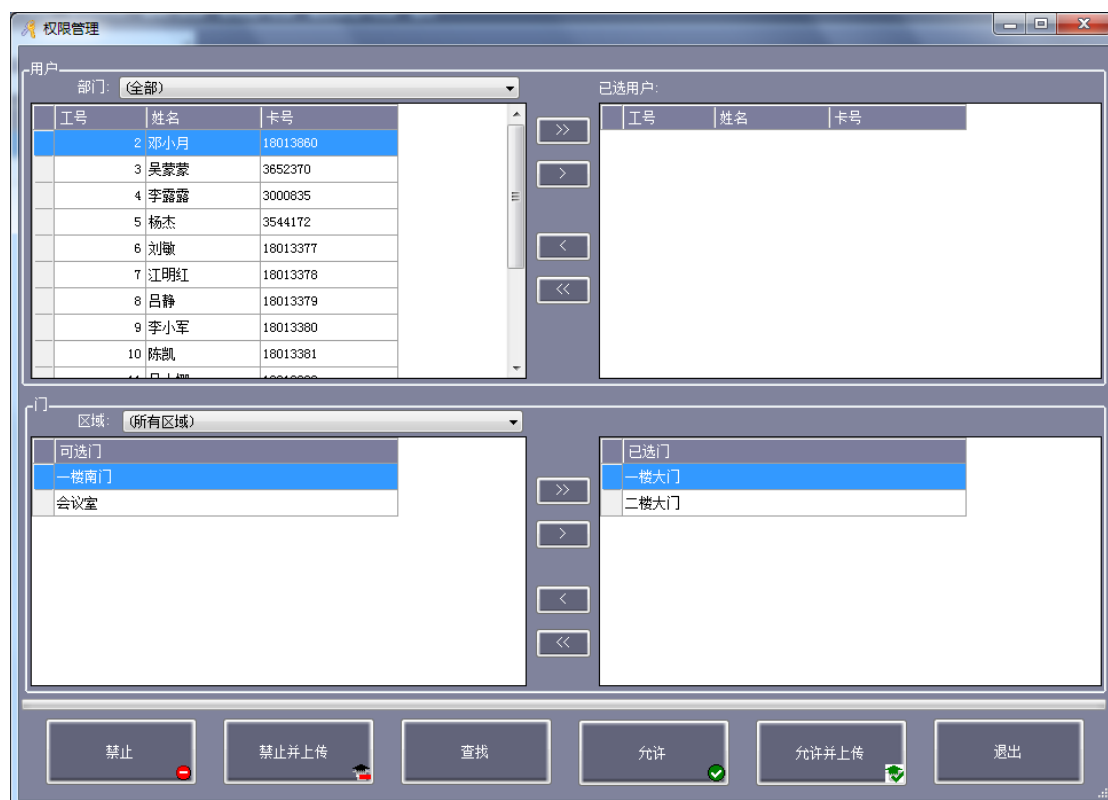 权限管理
用户
部门: (全部) 已选用户:
工号 姓名 卡号 工号 姓名 卡号
>>
2 邓小月 18013860
3 吴蒙蒙 3652370
>
4 李露露 3000835
5 杨杰 3544172
6 刘敏 18013377
<
7 江明红 18013378
8 吕静 18013379
<<
9 李小军 18013380
10 陈凯 18013381
门
区域: (所有区域)
可选门 已选门
一楼南门 一楼大门
>>
会议室 二楼大门
>
<
<<
禁止 禁止并上传 查找 允许 允许并上传 退出